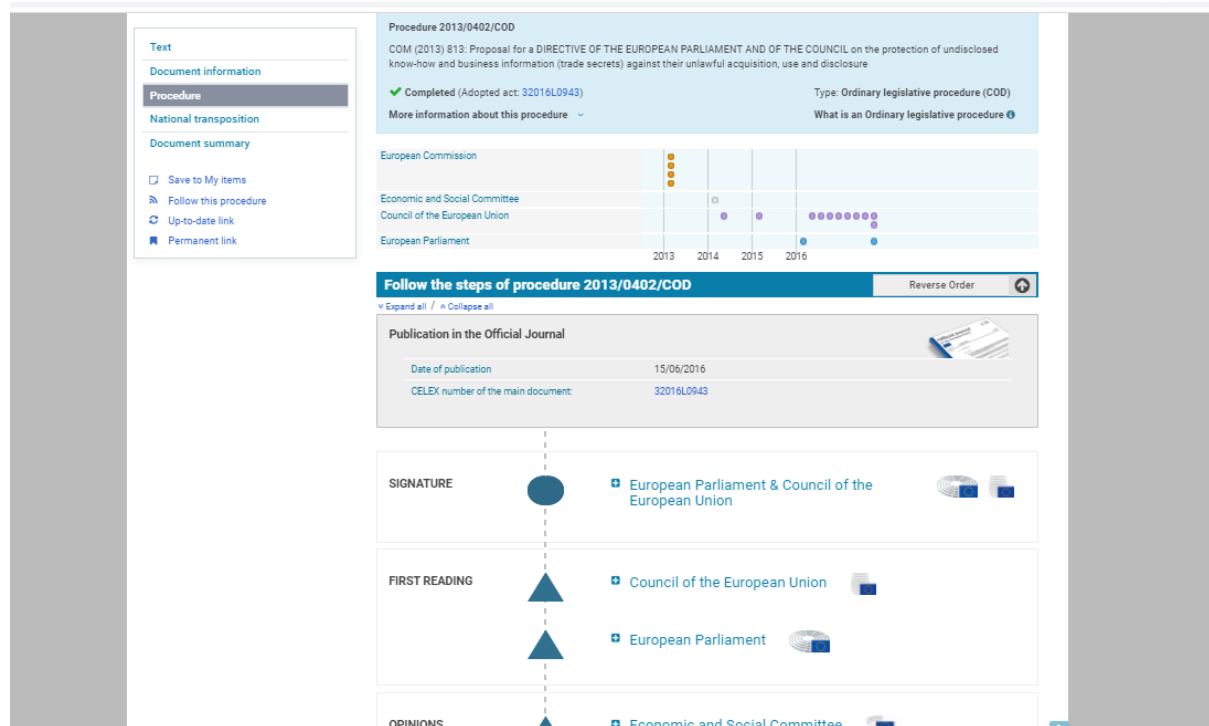 Text
Document information
Procedure
National transposition
Document summary
Save to My items
Follow this procedure
Up-to-date link
Permanent link
Procedure 2013/0402/COD
COM (2013) 813: Proposal for a DIRECTIVE OF THE EUROPEAN PARLIAMENT AND OF THE COUNCIL on the protection of undisclosed
know-how and business information (trade secrets) against their unlawful acquisition, use and disclosure
Completed (Adopted act: 32016L0943)
Type: Ordinary legislative procedure (COD)
More information about this procedure
What is an Ordinary legislative procedure
European Commission
Economic and Social Committee
Council of the European Union
European Parliament
2013 2014 2015 2016
Follow the steps of procedure 2013/0402/COD
Reverse Order
Expand all / Collapse all
Publication in the Official Journal
Date of publication 15/06/2016
CELEX number of the main document: 32016L0943
SIGNATURE
European Parliament & Council of the
European Union
FIRST READING
Council of the European Union
European Parliament
OPINIONS
Economic and Social Committee